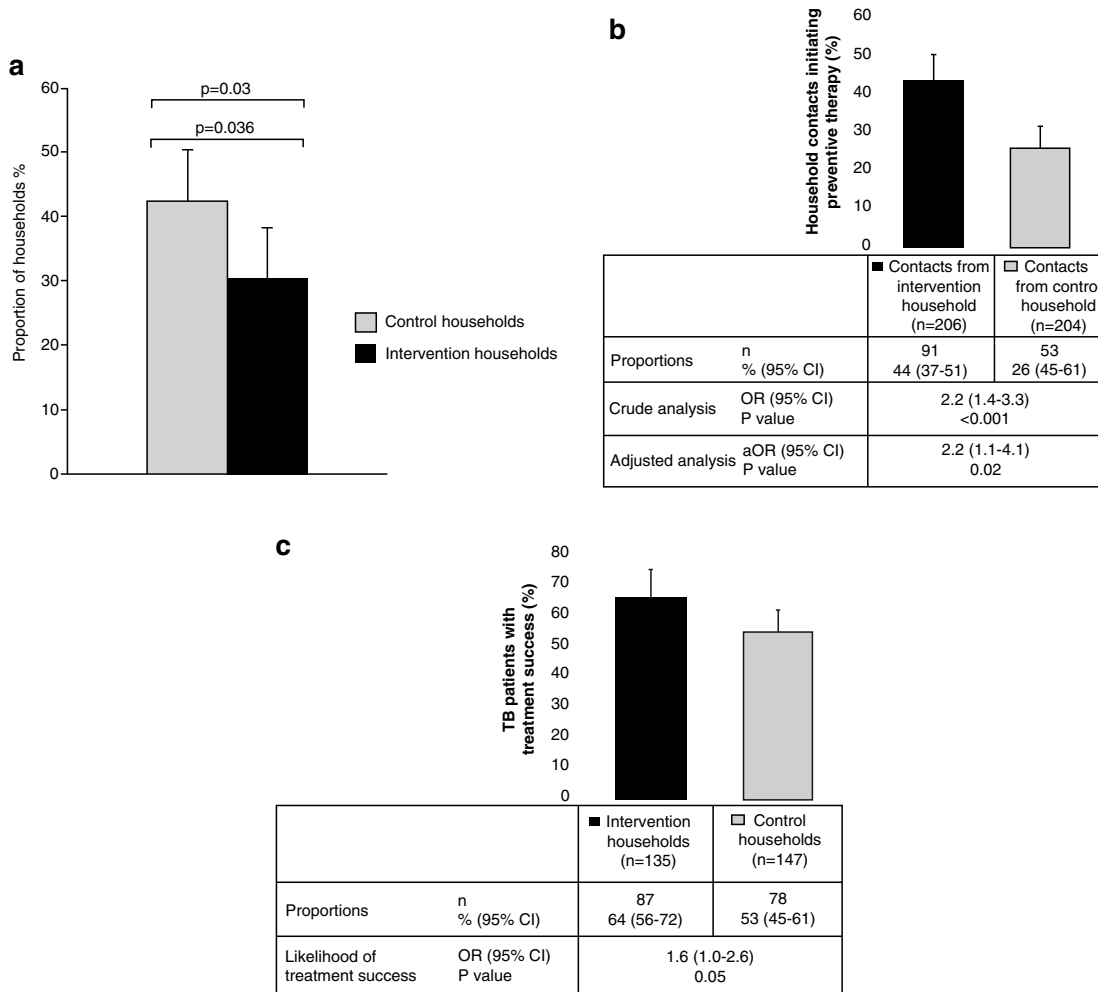 a
Proportion of households %
60
50
40
30
20
10
0
p=0.03
p=0.036
Control households
Intervention households
b
Household contacts initiating
preventive therapy (%)
60
50
40
30
20
10
0
Contacts from
intervention
household
(n=206)
Contacts
from control
household
(n=204)
Proportions
n
% (95% CI)
91
44 (37-51)
53
26 (45-61)
Crude analysis
OR (95% CI)
P value
2.2 (1.4-3.3)
<0.001
Adjusted analysis
aOR (95% CI)
P value
2.2 (1.1-4.1)
0.02
c
TB patients with
treatment success (%)
80
70
60
50
40
30
20
10
0
Intervention
households
(n=135)
Control
households
(n=147)
Proportions
n
% (95% CI)
87
64 (56-72)
78
53 (45-61)
Likelihood of
treatment success
OR (95% CI)
P value
1.6 (1.0-2.6)
0.05